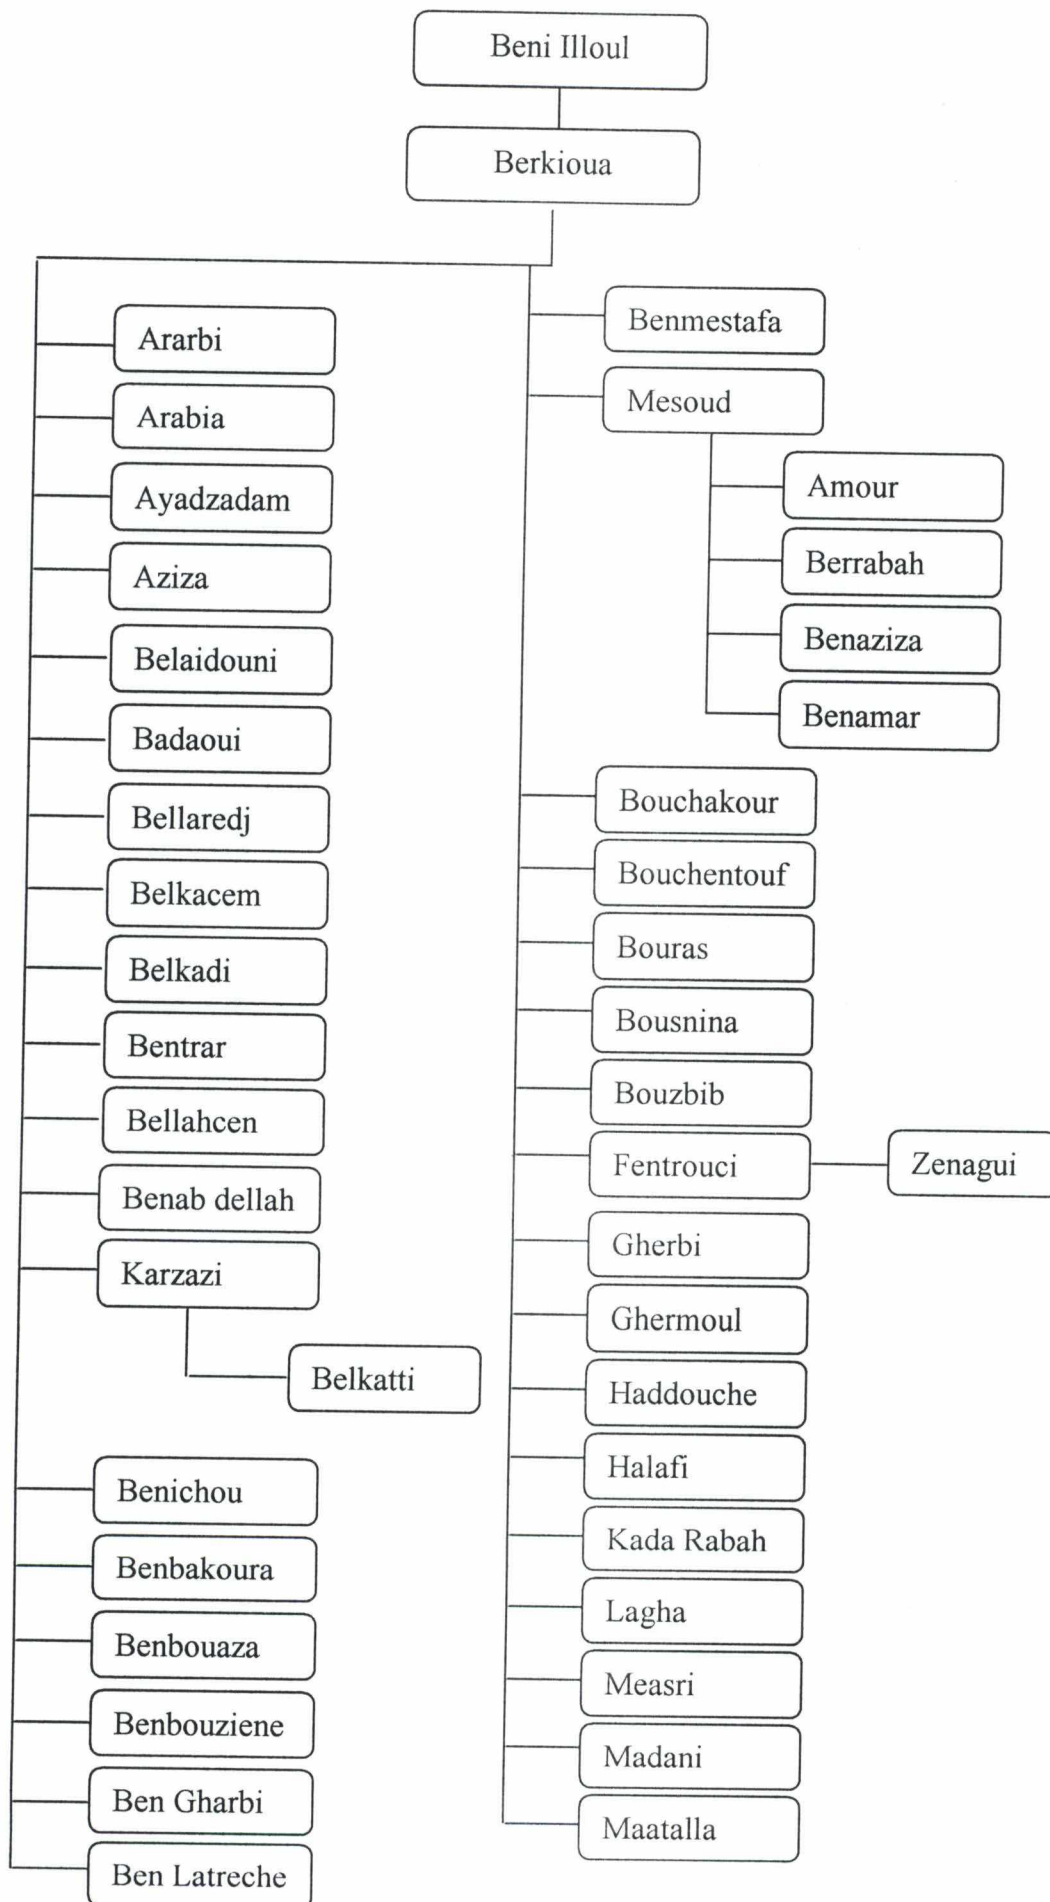 Beni Illoul
Berkioua
Ararbi
Arabia
Ayadzadam
Aziza
Belaidouni
Badaoui
Bellaredj
Belkacem
Belkadi
Bentrar
Bellahcen
Benab dellah
Karzazi
Belkatti
Benichou
Benbakoura
Benbouaza
Benbouziene
Ben Gharbi
Ben Latreche
Benmestafa
Mesoud
Amour
Berrabah
Benaziza
Benamar
Bouchakour
Bouchentouf
Bouras
Bousnina
Bouzbib
Fentrouci
Zenagui
Gherbi
Ghermoul
Haddouche
Halafi
Kada Rabah
Lagha
Measri
Madani
Maatalla